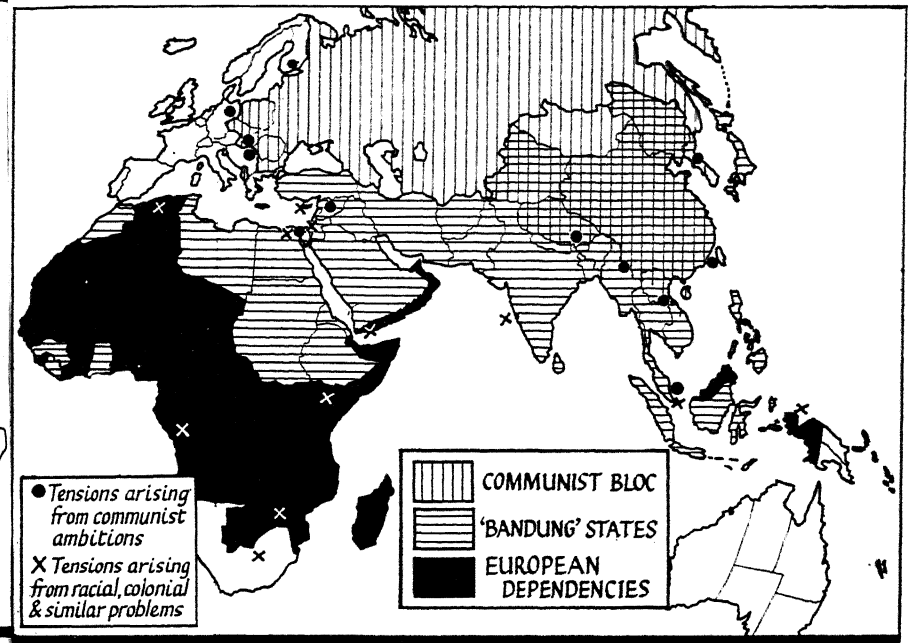 ● Tensions arising
from communist
ambitions
X Tensions arising
from racial, colonial
& similar problems
COMMUNIST BLOC
'BANDUNG' STATES
EUROPEAN
DEPENDENCIES